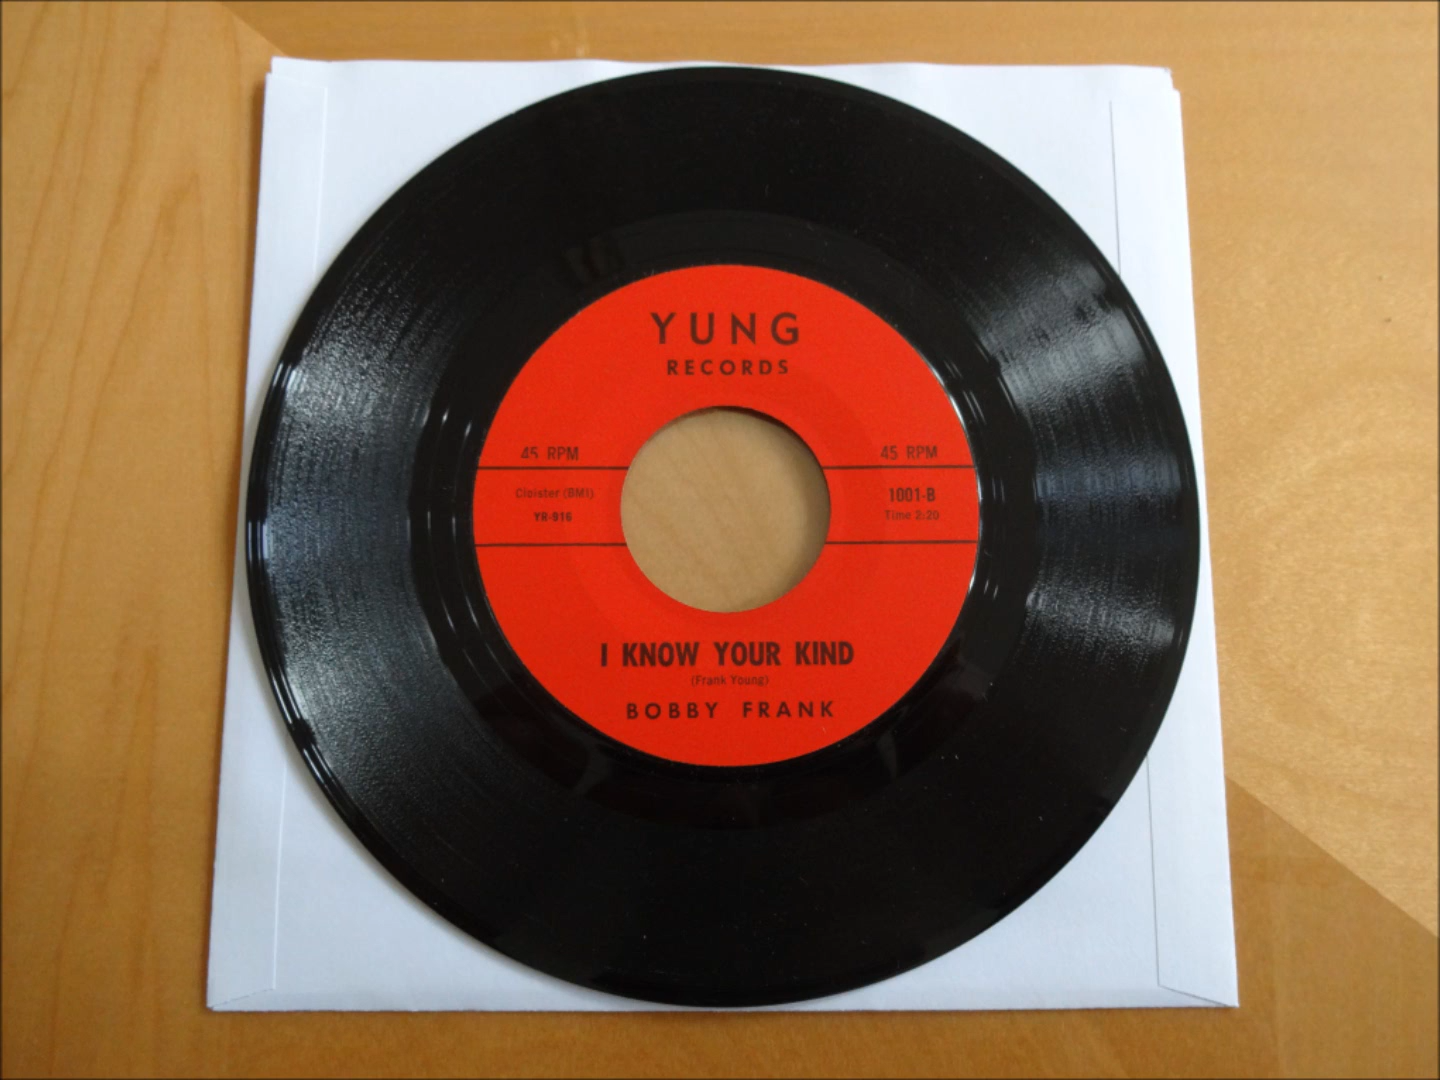 YUNG
RECORDS
45 RPM
45 RPM
Cloister (BMI)
YR-916
1001-B
Time 2:20
I KNOW YOUR KIND
(Frank Young)
BOBBY FRANK